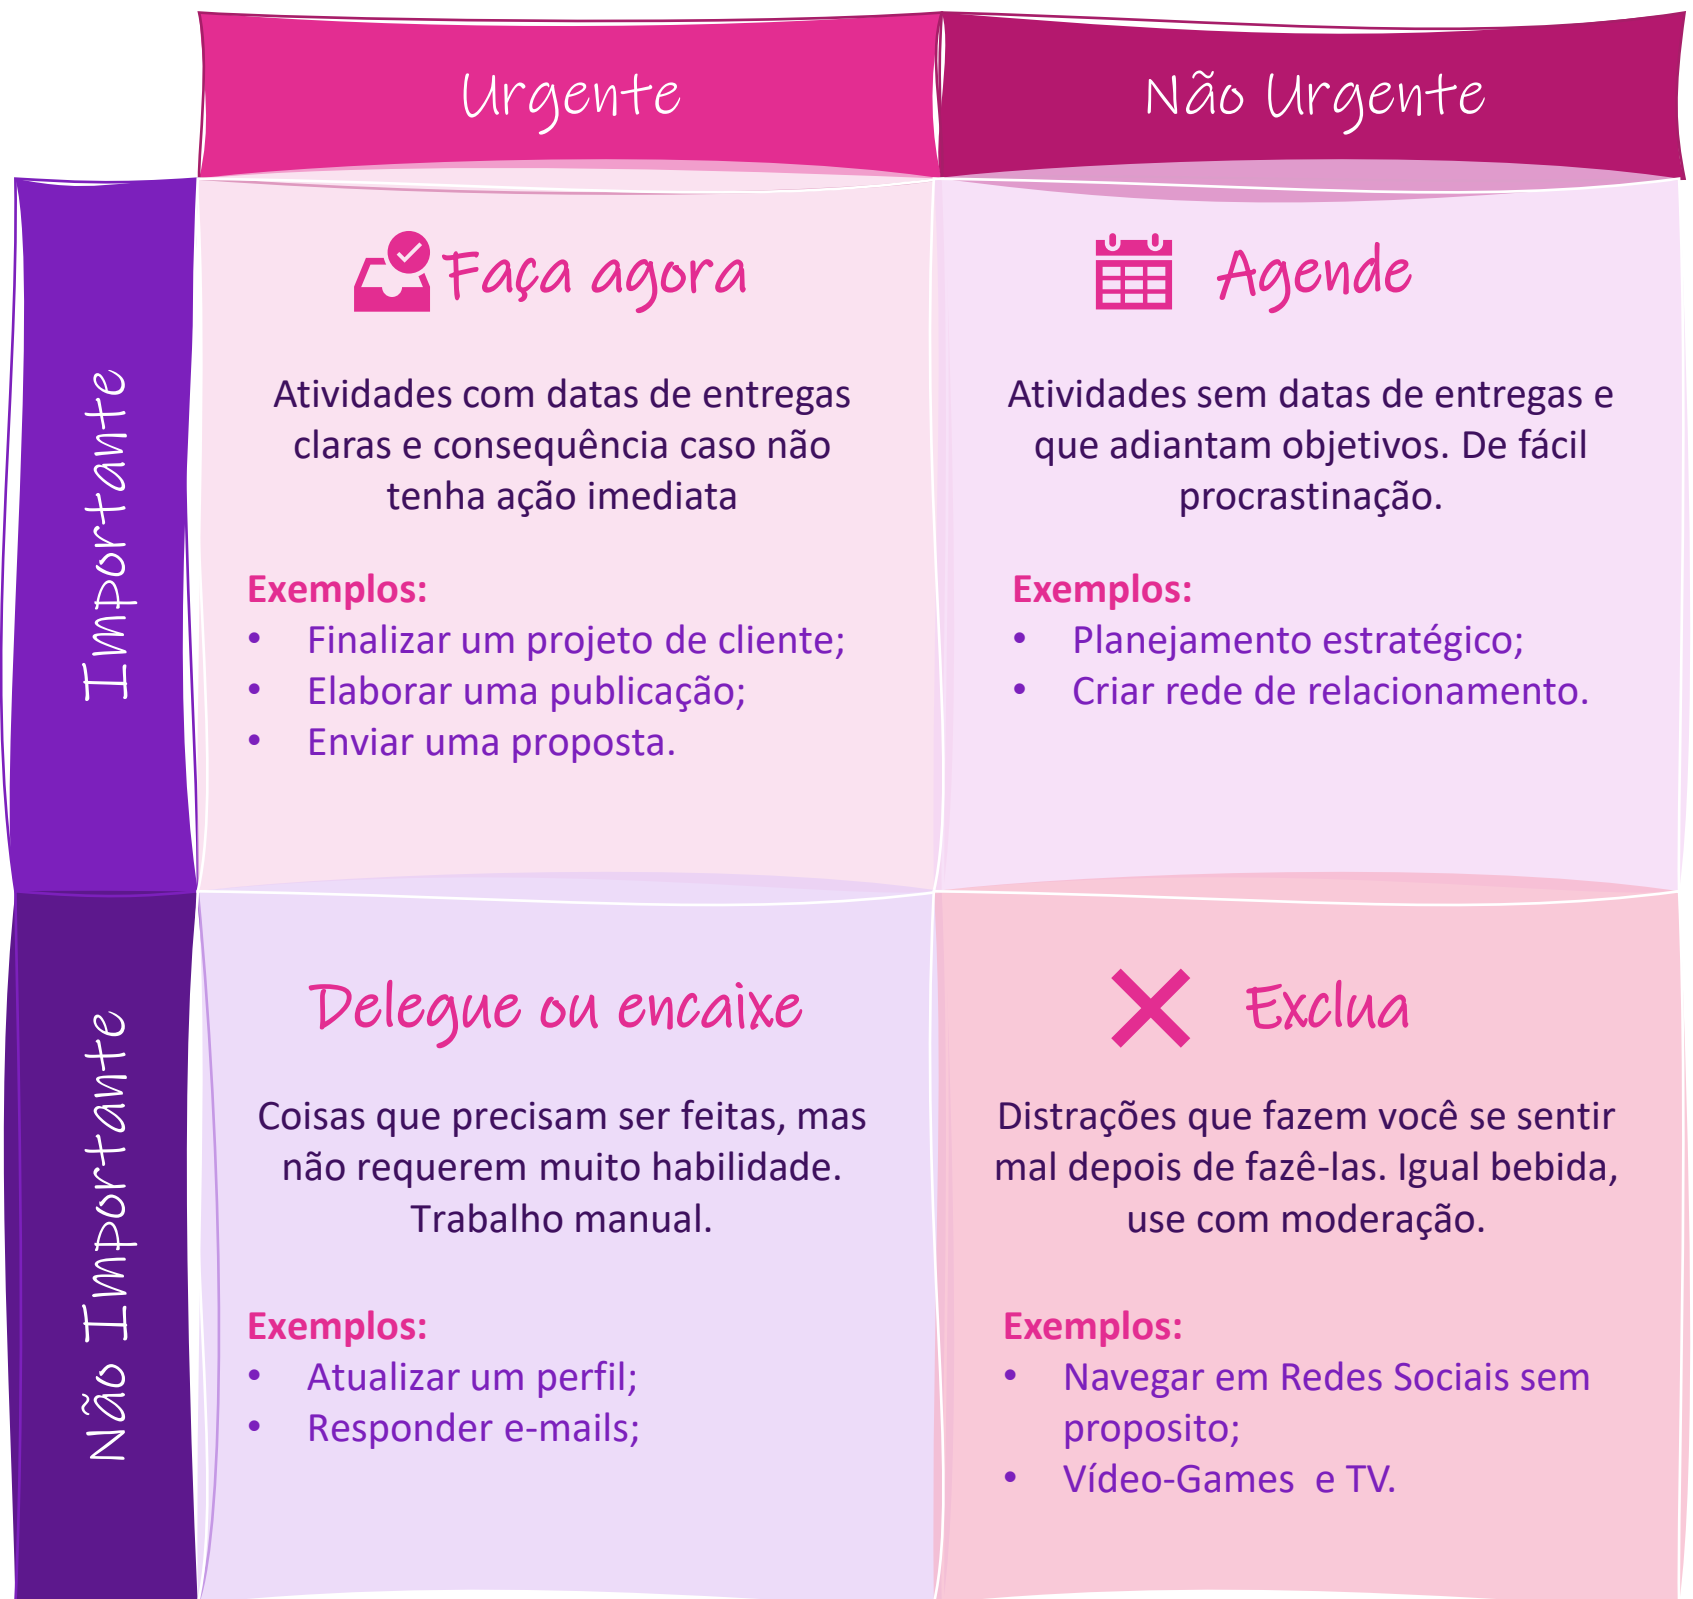 Urgente
Não Urgente
Importante
Faça agora
Atividades com datas de entregas
claras e consequência caso não
tenha ação imediata
Exemplos:
• Finalizar um projeto de cliente;
• Elaborar uma publicação;
• Enviar uma proposta.
Agende
Atividades sem datas de entregas e
que adiantam objetivos. De fácil
procrastinação.
Exemplos:
• Planejamento estratégico;
• Criar rede de relacionamento.
Não Importante
Delegue ou encaixe
Coisas que precisam ser feitas, mas
não requerem muito habilidade.
Trabalho manual.
Exemplos:
• Atualizar um perfil;
• Responder e-mails;
Exclua
Distrações que fazem você se sentir
mal depois de fazê-las. Igual bebida,
use com moderação.
Exemplos:
• Navegar em Redes Sociais sem
proposito;
• Vídeo-Games e TV.